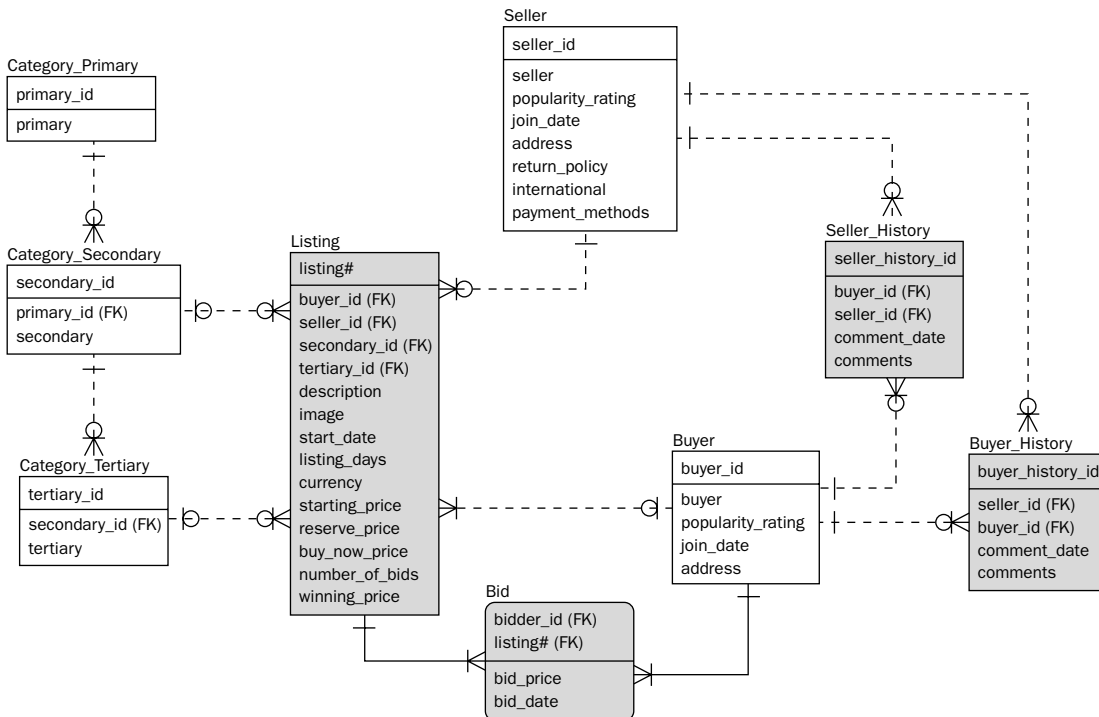 Seller
seller_id
seller
popularity_rating
join_date
address
return_policy
international
payment_methods
Category_Primary
primary_id
primary
Category_Secondary
secondary_id
primary_id (FK)
secondary
Category_Tertiary
tertiary_id
secondary_id (FK)
tertiary
Listing
listing#
buyer_id (FK)
seller_id (FK)
secondary_id (FK)
tertiary_id (FK)
description
image
start_date
listing_days
currency
starting_price
reserve_price
buy_now_price
number_of_bids
winning_price
Seller_History
seller_history_id
buyer_id (FK)
seller_id (FK)
comment_date
comments
Buyer
buyer_id
buyer
popularity_rating
join_date
address
Buyer_History
buyer_history_id
seller_id (FK)
buyer_id (FK)
comment_date
comments
Bid
bidder_id (FK)
listing# (FK)
bid_price
bid_date